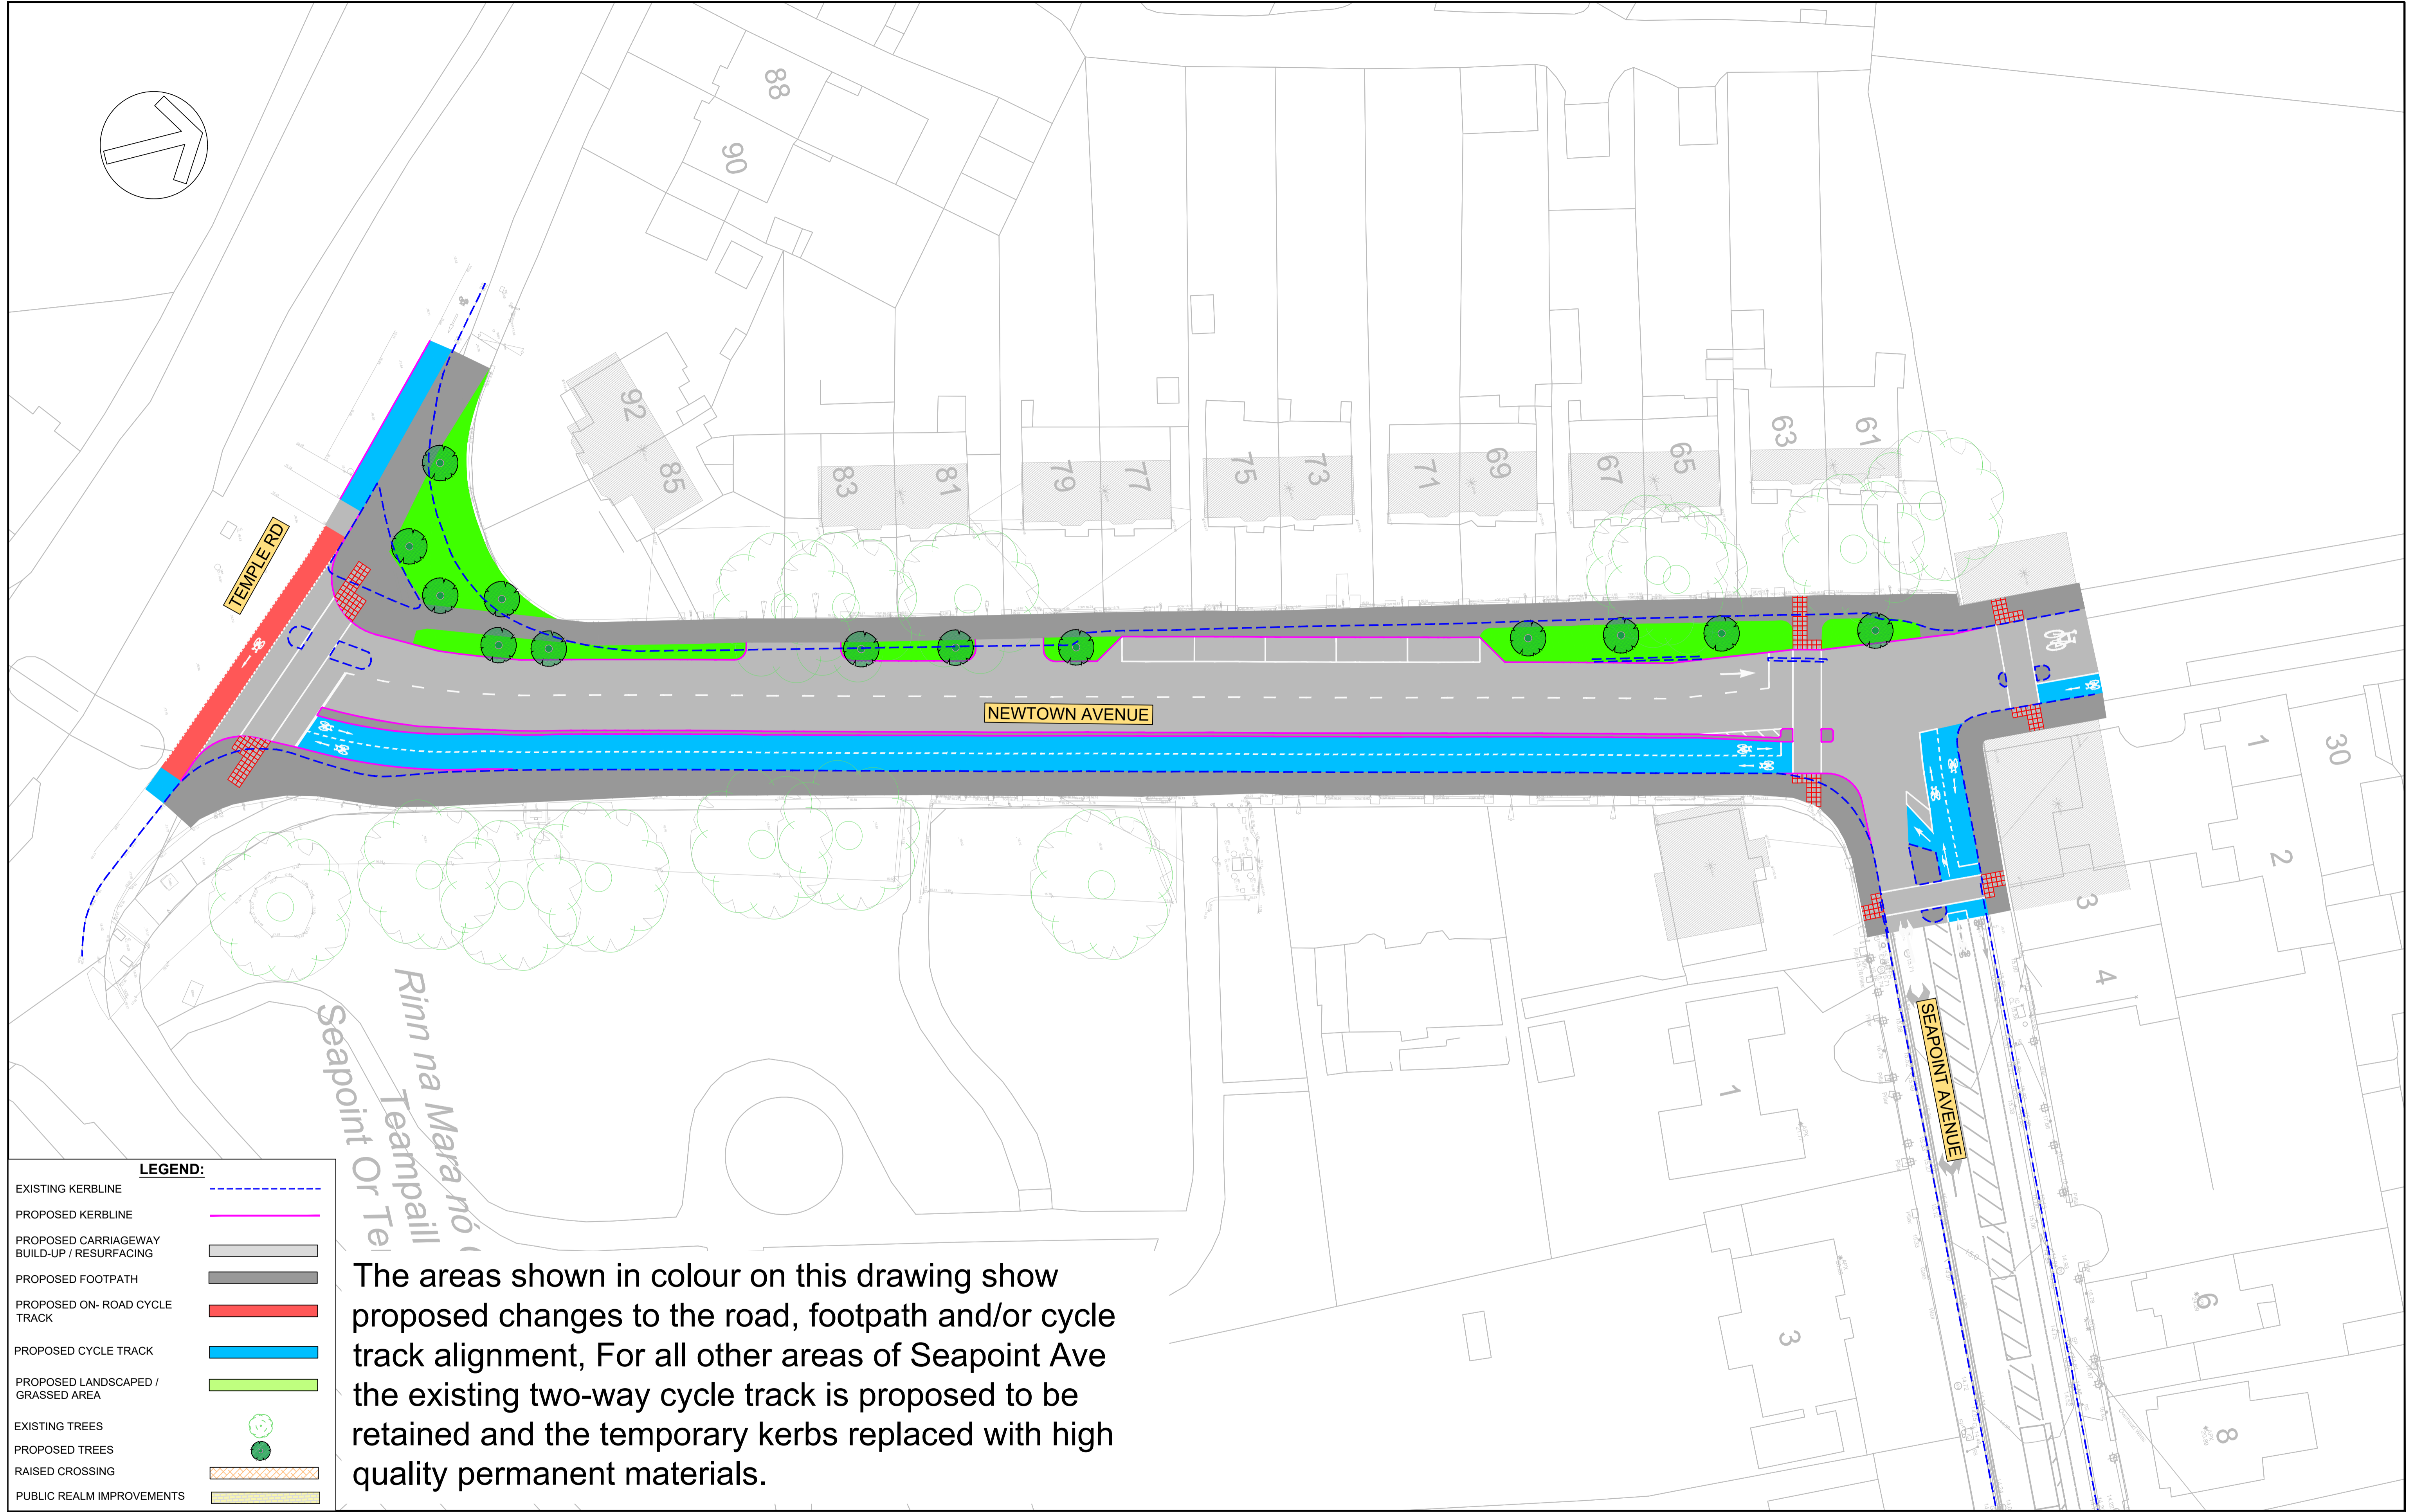 88
90
92
85
83
81
79
77
75
73
71
69
67
65
63
61
TEMPLE RD
NEWTOWN AVENUE
SEAPOINT AVENUE
1
30
2
3
4
1
3
6
8
Rinn na Mara nó
Teampaill
Seapoint Or Te
LEGEND:
EXISTING KERBLINE
PROPOSED KERBLINE
PROPOSED CARRIAGEWAY
BUILD-UP / RESURFACING
PROPOSED FOOTPATH
PROPOSED ON- ROAD CYCLE
TRACK
PROPOSED CYCLE TRACK
PROPOSED LANDSCAPED /
GRASSED AREA
EXISTING TREES
PROPOSED TREES
RAISED CROSSING
PUBLIC REALM IMPROVEMENTS
The areas shown in colour on this drawing show
proposed changes to the road, footpath and/or cycle
track alignment, For all other areas of Seapoint Ave
the existing two-way cycle track is proposed to be
retained and the temporary kerbs replaced with high
quality permanent materials.